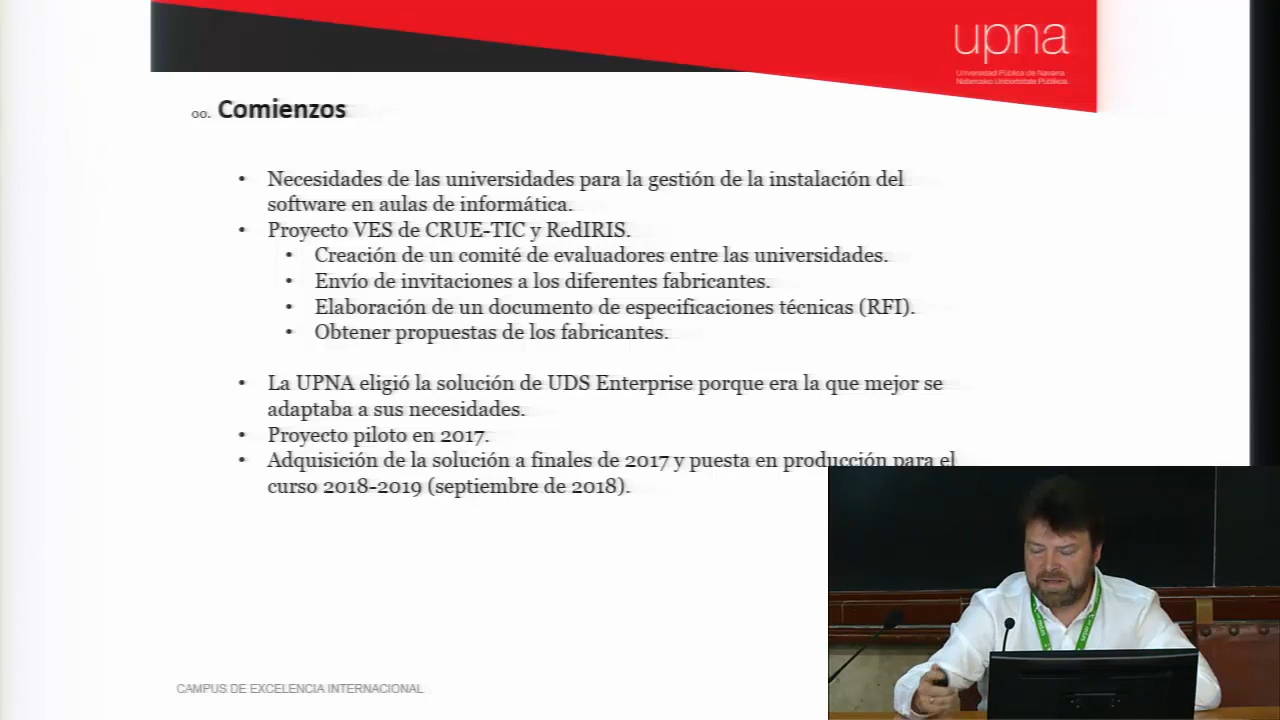 upna
Universidad Pública de Navarra
Nafarroako Unibertsitate Publikoa
00. Comienzos
• Necesidades de las universidades para la gestión de la instalación del
software en aulas de informática.
• Proyecto VES de CRUE-TIC y RedIRIS.
• Creación de un comité de evaluadores entre las universidades.
• Envío de invitaciones a los diferentes fabricantes.
• Elaboración de un documento de especificaciones técnicas (RFI).
• Obtener propuestas de los fabricantes.
• La UPNA eligió la solución de UDS Enterprise porque era la que mejor se
adaptaba a sus necesidades.
• Proyecto piloto en 2017.
• Adquisición de la solución a finales de 2017 y puesta en producción para el
curso 2018-2019 (septiembre de 2018).
CAMPUS DE EXCELENCIA INTERNACIONAL